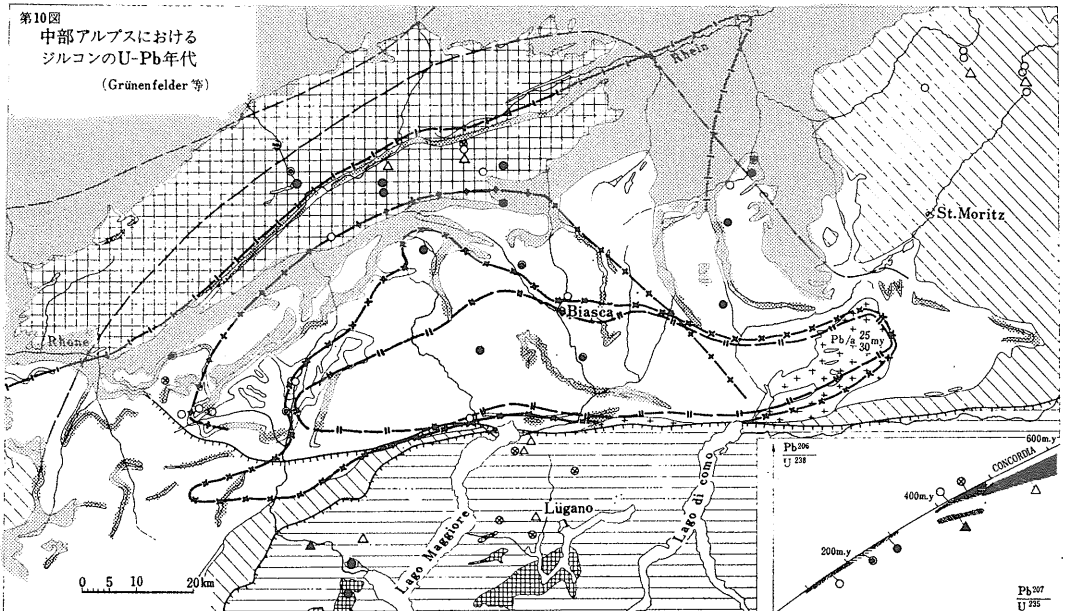 第10図
中部アルプスにおける
ジルコンのU-Pb年代
(Grünenfelder 等)
Rhein
St.Moritz
Biasca
Rhone
Pb/a 25 my
30
Lügano
Lago Maggiore
Lago di como
0 5 10 20km
Pb206
U238
600m.y.
CONCORDIA
400m.y
200m.y
Pb207
U235